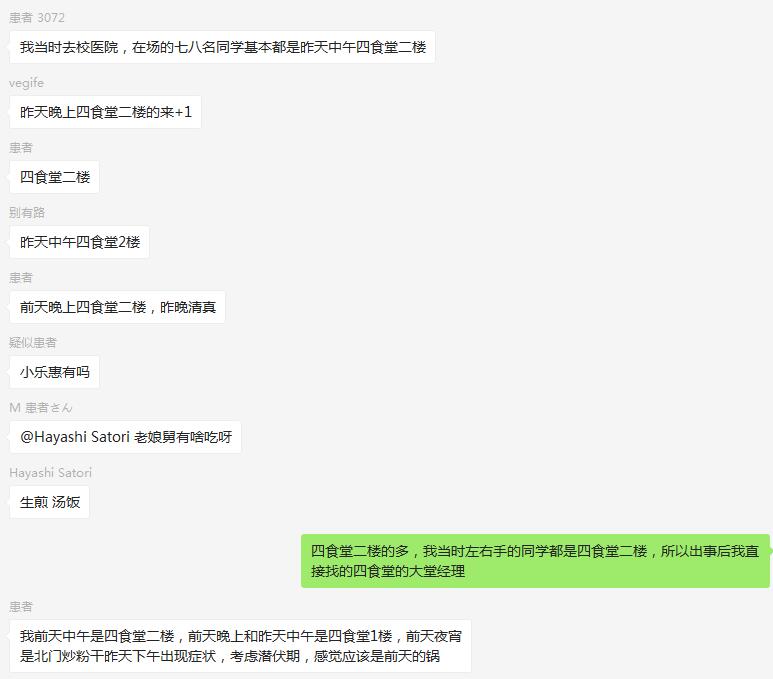 患者 3072
我当时去校医院，在场的七八名同学基本都是昨天中午四食堂二楼
vegife
昨天晚上四食堂二楼的来+1
患者
四食堂二楼
别有路
昨天中午四食堂2楼
患者
前天晚上四食堂二楼，昨晚清真
疑似患者
小乐惠有吗
M 患者さん
@Hayashi Satori 老娘舅有啥吃呀
Hayashi Satori
生煎 汤饭
四食堂二楼的多，我当时左右手的同学都是四食堂二楼，所以出事后我直
接找的四食堂的大堂经理
患者
我前天中午是四食堂二楼，前天晚上和昨天中午是四食堂1楼，前天夜宵
是北门炒粉干昨天下午出现症状，考虑潜伏期，感觉应该是前天的锅